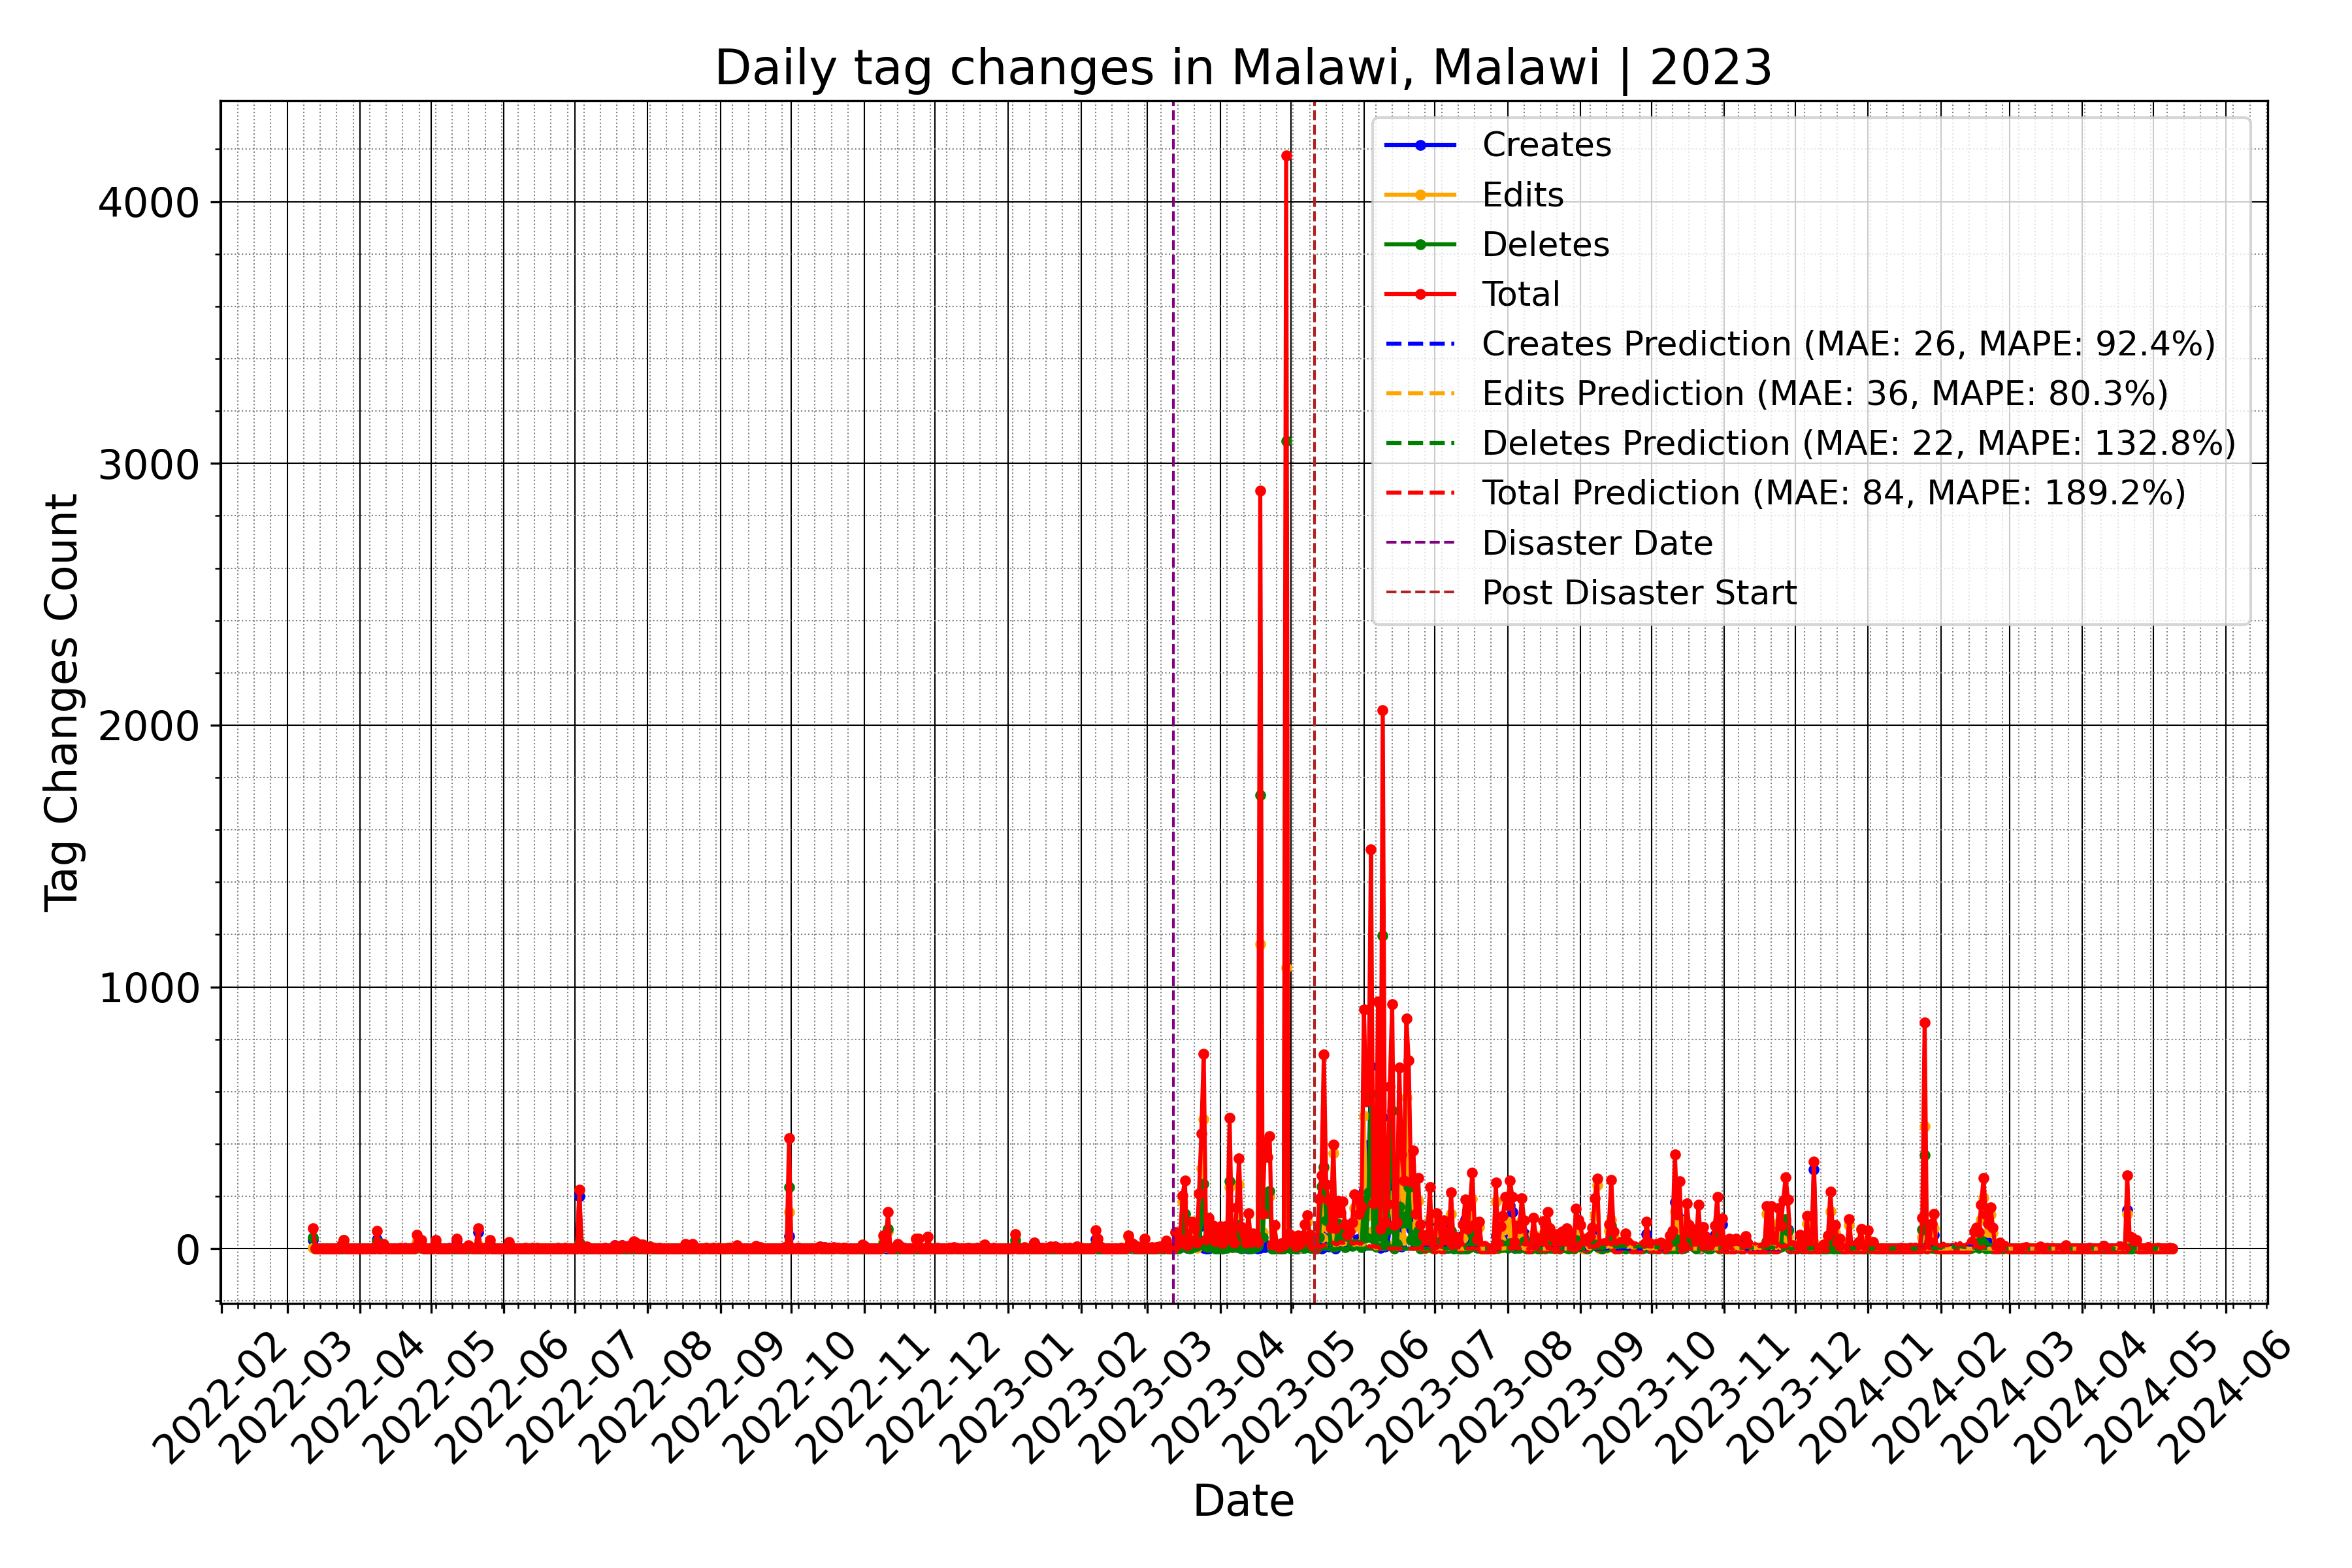 Daily tag changes in Malawi, Malawi | 2023
Tag Changes Count
4000
3000
2000
1000
0
Creates
Edits
Deletes
Total
Creates Prediction (MAE: 26, MAPE: 92.4%)
Edits Prediction (MAE: 36, MAPE: 80.3%)
Deletes Prediction (MAE: 22, MAPE: 132.8%)
Total Prediction (MAE: 84, MAPE: 189.2%)
Disaster Date
Post Disaster Start
2022-02
2022-03
2022-04
2022-05
2022-06
2022-07
2022-08
2022-09
2022-10
2022-11
2022-12
2023-01
2023-02
2023-03
2023-04
2023-05
2023-06
2023-07
2023-08
2023-09
2023-10
2023-11
2023-12
2024-01
2024-02
2024-03
2024-04
2024-05
2024-06
Date